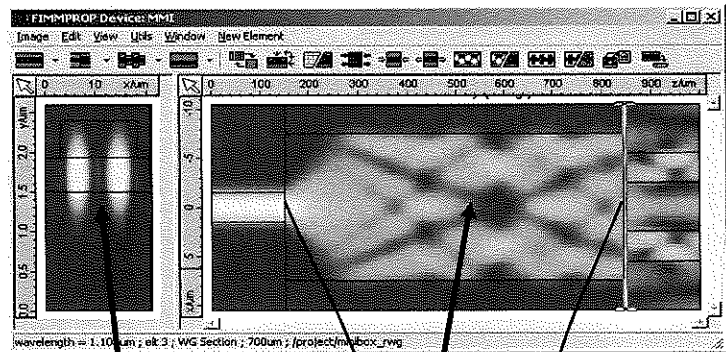 FIMMPROP Device: MMI
Image Edit View Utils Window New Element
0 10 x/um 0 100 200 300 400 500 600 700 800 900 z/um
y/um 2.0 1.5 1.0 0.5 0.0
-10 -5 0 5 x/um
wavelength = 1.100um ; elt 3 ; WG Section ; 700um ; /project/mmibox_rwg